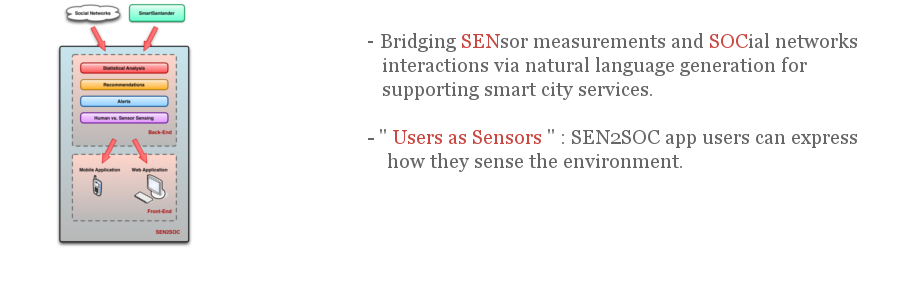 Social Networks
SmartSantander
Statistical Analysis
Recommendations
Alerts
Human vs. Sensor Sensing
Back-End
Mobile Application
Web Application
Front-End
SEN2SOC
- Bridging SENsor measurements and SOCial networks
interactions via natural language generation for
supporting smart city services.
- " Users as Sensors " : SEN2SOC app users can express
how they sense the environment.